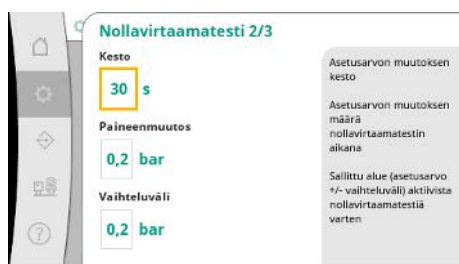 Nollavirtaamatesti 2/3
Kesto
30 s
Paineenmuutos
0,2 bar
Vaihteluväli
0,2 bar
Asetusarvon muutoksen
kesto
Asetusarvon muutoksen
määrä
nollavirtaamatestin
aikana
Sallittu alue (asetusarvo
+/- vaihteluväli) aktiivista
nollavirtaamatestiä
varten